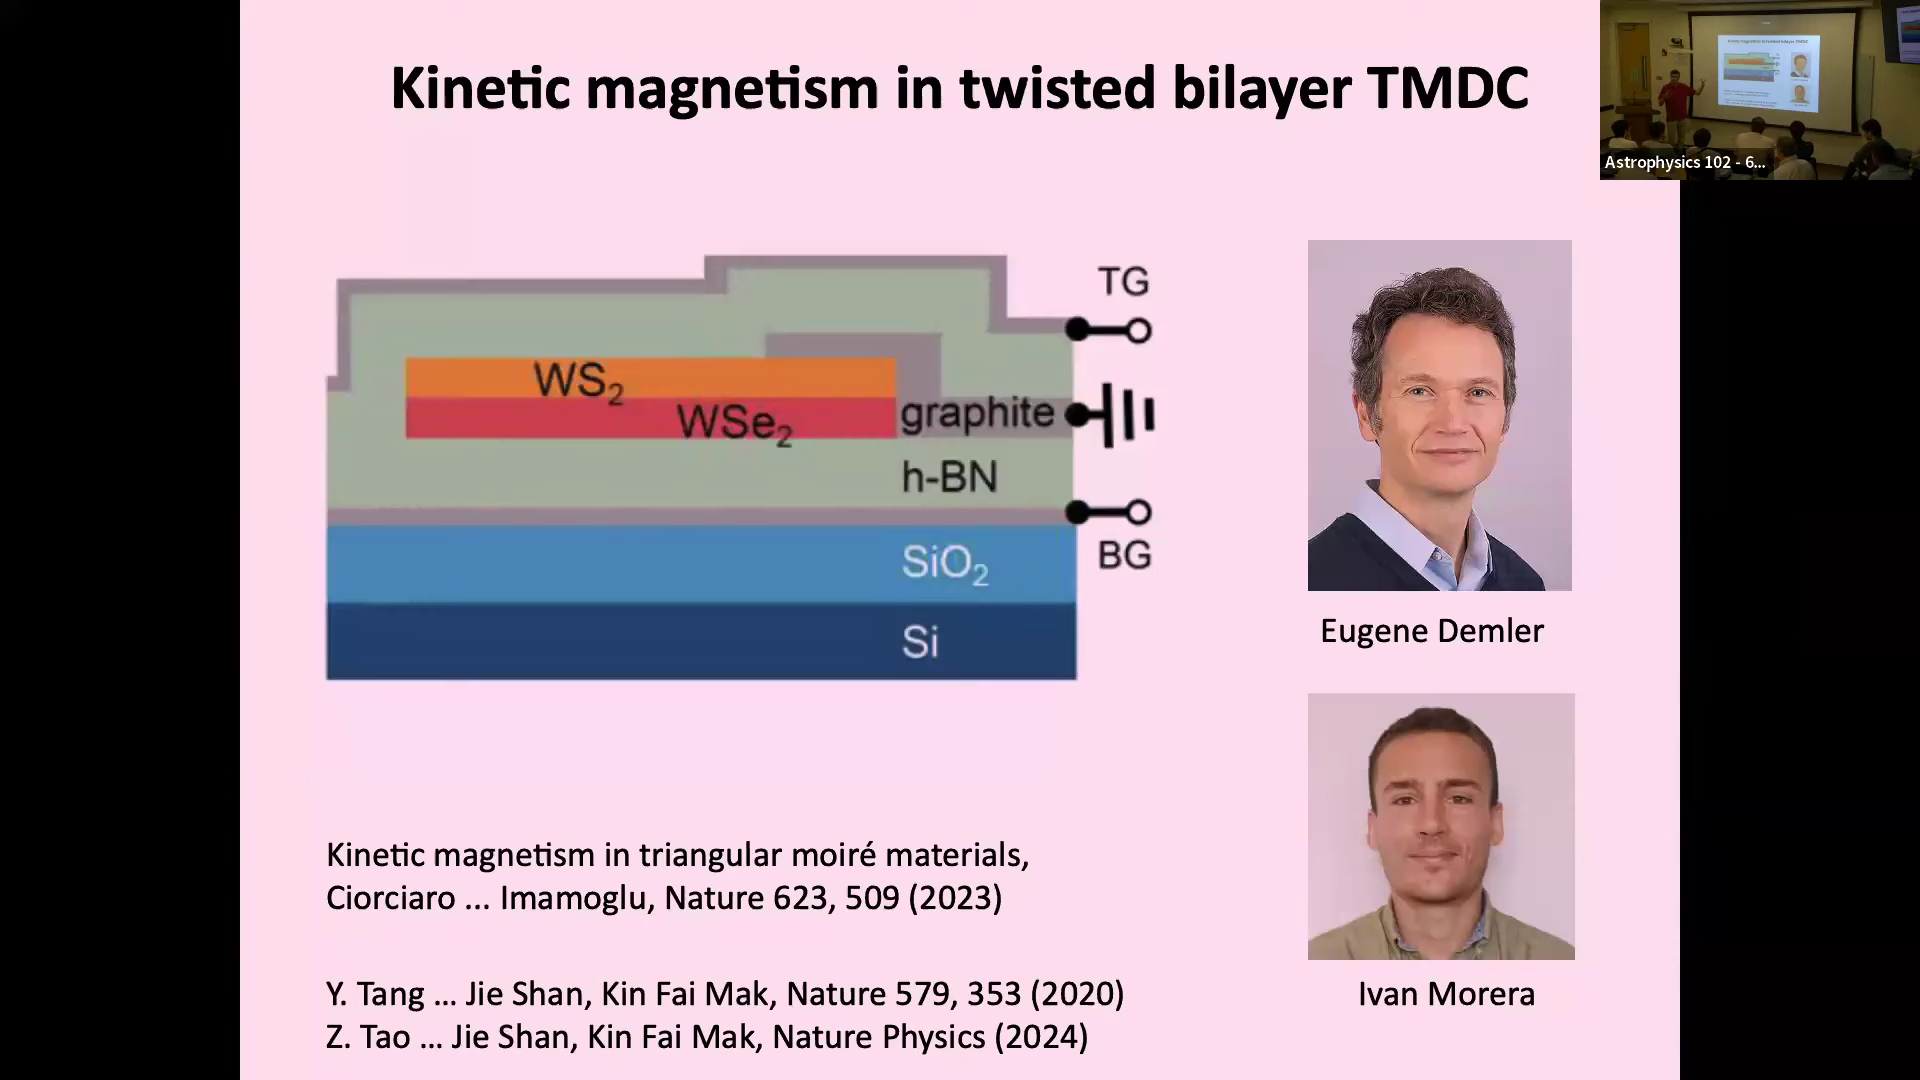 Kinetic magnetism in twisted bilayer TMDC
Astrophysics 102 - 6...
TG
WS2
WSe2
graphite
h-BN
BG
SiO2
Si
Eugene Demler
Ivan Morera
Kinetic magnetism in triangular moiré materials,
Ciorciaro ... Imamoglu, Nature 623, 509 (2023)
Y. Tang ... Jie Shan, Kin Fai Mak, Nature 579, 353 (2020)
Z. Tao ... Jie Shan, Kin Fai Mak, Nature Physics (2024)